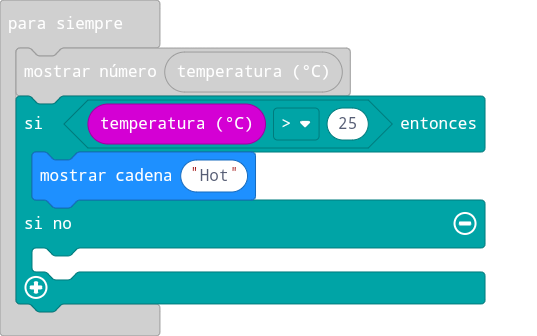 para siempre
mostrar número temperatura (°C)
si temperatura (°C) > 25 entonces
mostrar cadena "Hot"
si no